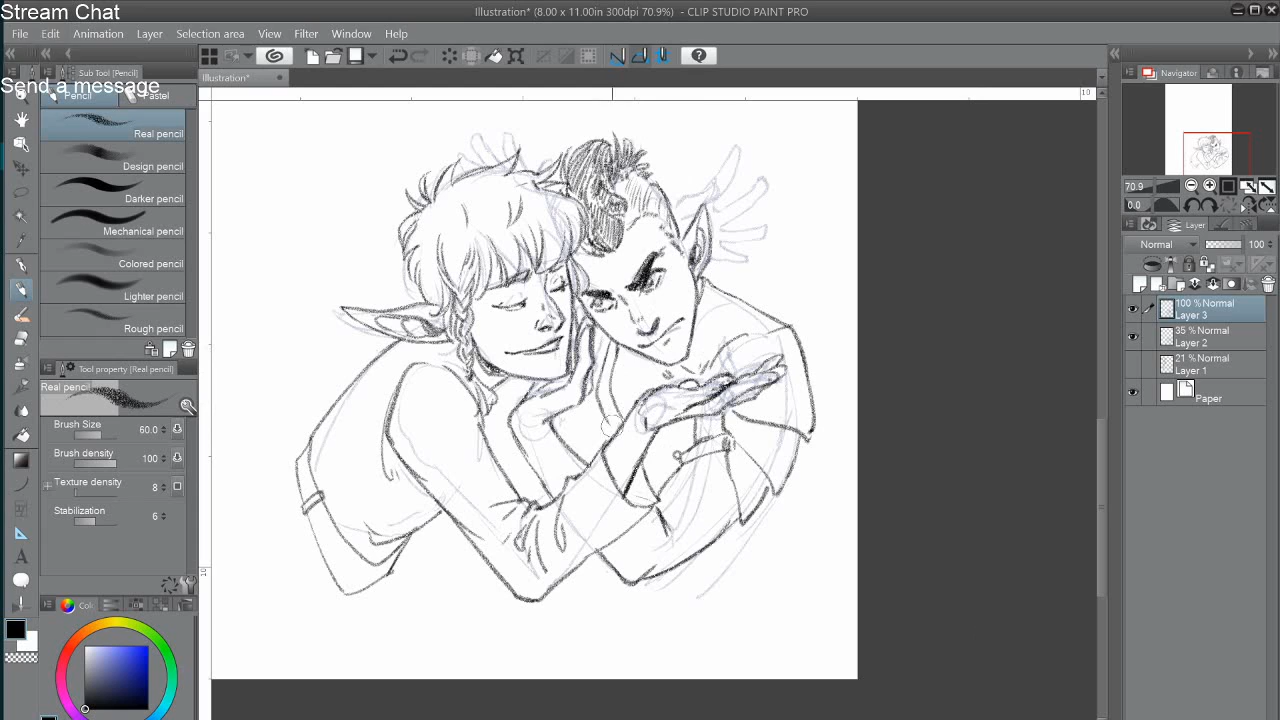 Stream Chat
Illustration* (8.00 x 11.00in 300dpi 70.9%) - CLIP STUDIO PAINT PRO
File Edit Animation Layer Selection area View Filter Window Help
Sub Tool [Pencil]
Illustration*
Navigator
Send a message
Pencil Pastel
10
Real pencil
Design pencil
Darker pencil
Mechanical pencil
Colored pencil
Lighter pencil
Rough pencil
70.9
0.0
Layer
Normal 100
100 % Normal
Layer 3
35 % Normal
Layer 2
21 % Normal
Layer 1
Paper
Tool property [Real pencil]
Real pencil
Brush Size 60.0
Brush density 100
Texture density 8
Stabilization 6
10
Col